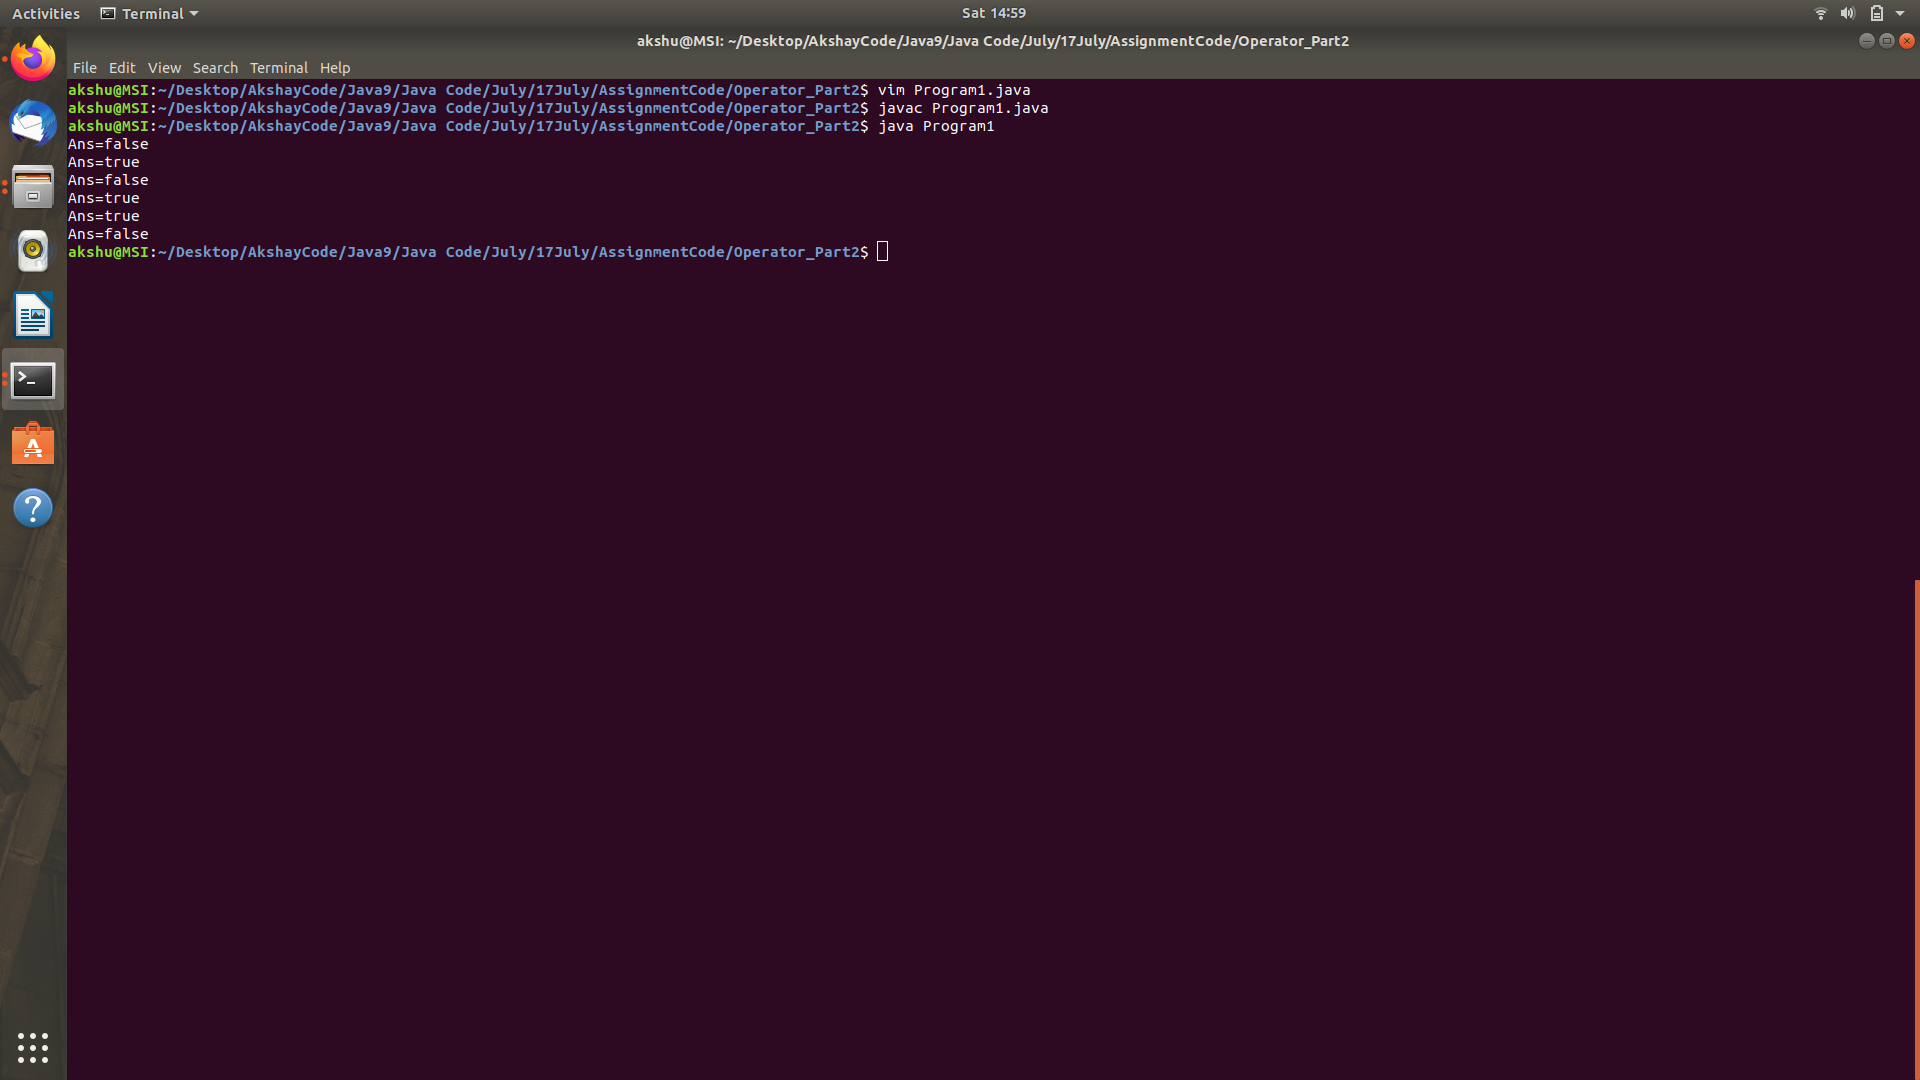 Activities Terminal Sat 14:59
akshu@MSI: ~/Desktop/AkshayCode/Java9/Java Code/July/17July/AssignmentCode/Operator_Part2
File Edit View Search Terminal Help
akshu@MSI:~/Desktop/AkshayCode/Java9/Java Code/July/17July/AssignmentCode/Operator_Part2$ vim Program1.java
akshu@MSI:~/Desktop/AkshayCode/Java9/Java Code/July/17July/AssignmentCode/Operator_Part2$ javac Program1.java
akshu@MSI:~/Desktop/AkshayCode/Java9/Java Code/July/17July/AssignmentCode/Operator_Part2$ java Program1
Ans=false
Ans=true
Ans=false
Ans=true
Ans=true
Ans=false
akshu@MSI:~/Desktop/AkshayCode/Java9/Java Code/July/17July/AssignmentCode/Operator_Part2$